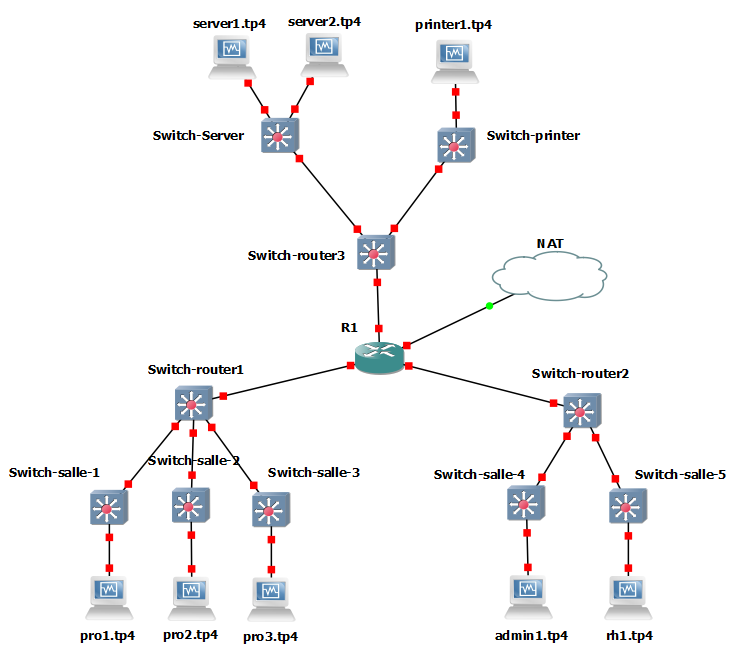 server1.tp4
server2.tp4
printer1.tp4
Switch-Server
Switch-printer
Switch-router3
NAT
R1
Switch-router1
Switch-router2
Switch-salle-1
Switch-salle-2
Switch-salle-3
Switch-salle-4
Switch-salle-5
pro1.tp4
pro2.tp4
pro3.tp4
admin1.tp4
rh1.tp4